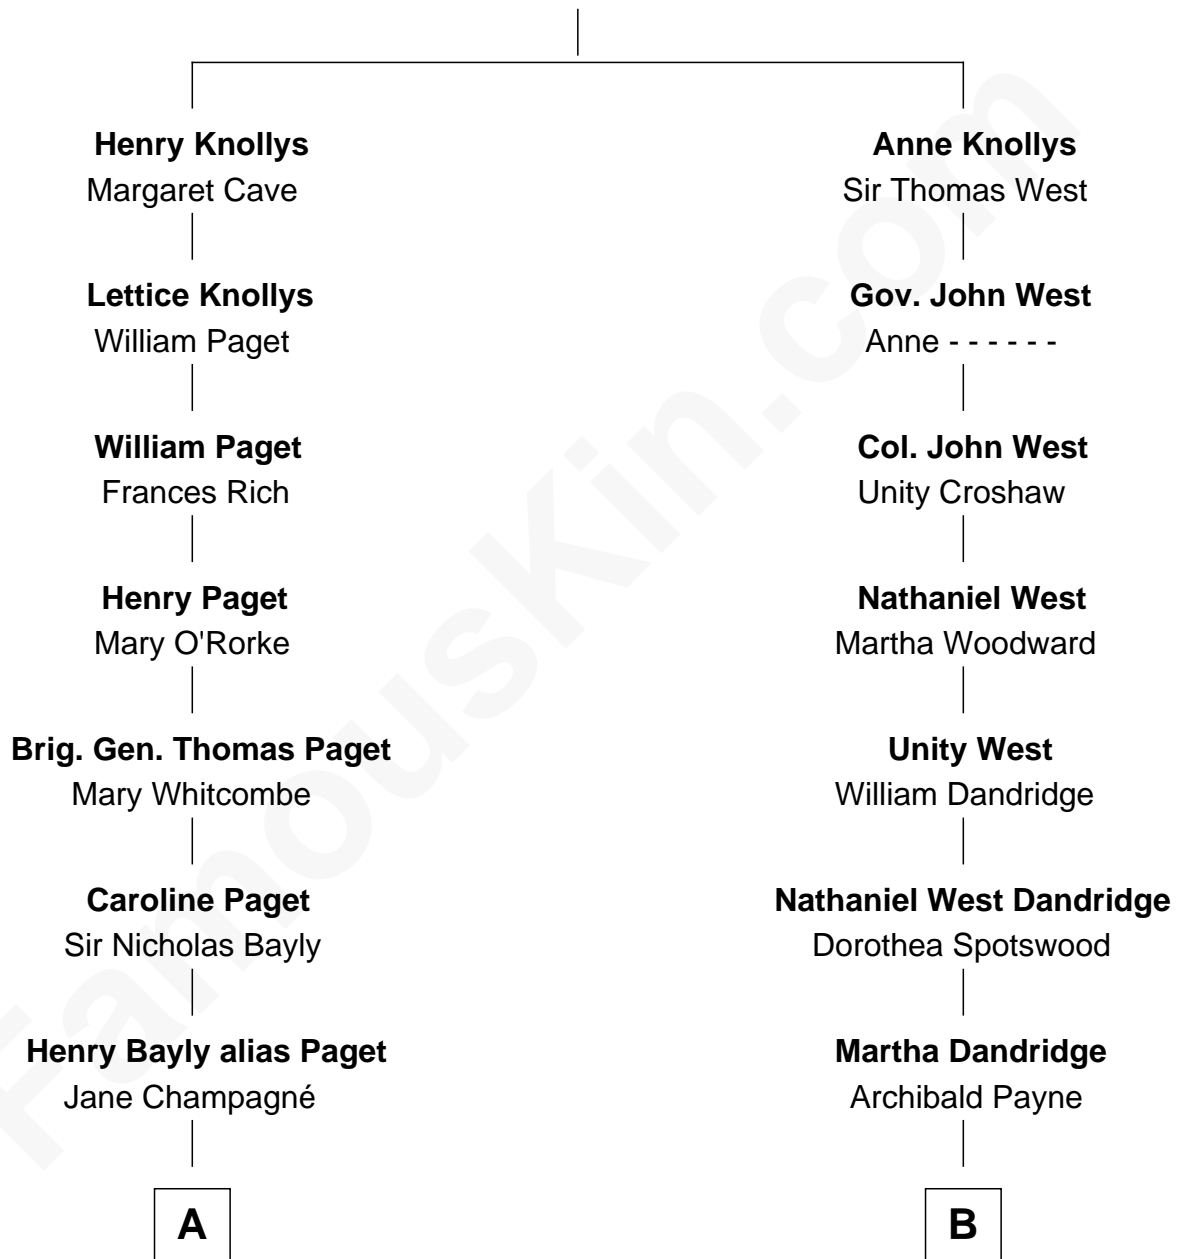 Henry Knollys
Margaret Cave
Lettice Knollys
William Paget
William Paget
Frances Rich
Henry Paget
Mary O'Rorke
Brig. Gen. Thomas Paget
Mary Whitcombe
Caroline Paget
Sir Nicholas Bayly
Henry Bayly alias Paget
Jane Champagné
A
Anne Knollys
Sir Thomas West
Gov. John West
Anne - - - - - -
Col. John West
Unity Croshaw
Nathaniel West
Martha Woodward
Unity West
William Dandridge
Nathaniel West Dandridge
Dorothea Spotswood
Martha Dandridge
Archibald Payne
B
FamousKin.com